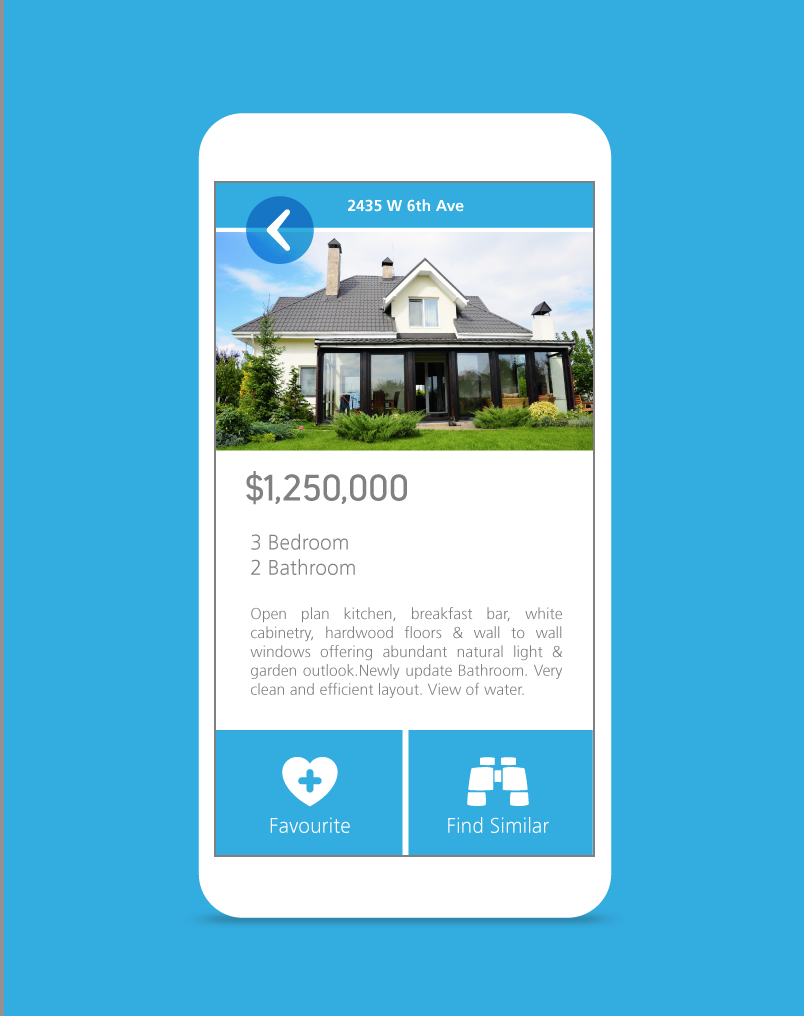 2435 W 6th Ave
$1,250,000
3 Bedroom
2 Bathroom
Open plan kitchen, breakfast bar, white
cabinetry, hardwood floors & wall to wall
windows offering abundant natural light &
garden outlook.Newly update Bathroom. Very
clean and efficient layout. View of water.
Favourite
Find Similar